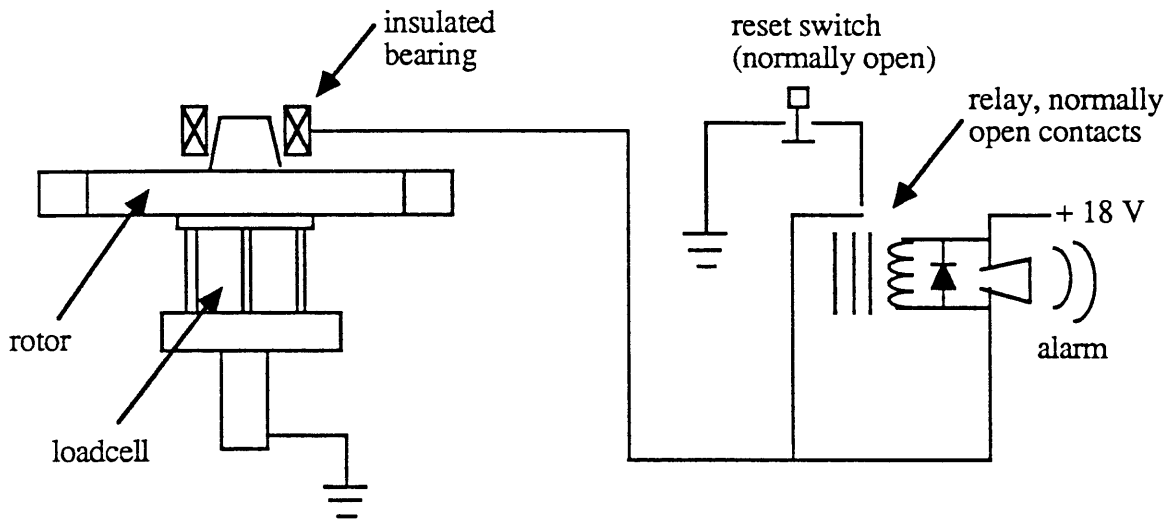 insulated
bearing
reset switch
(normally open)
relay, normally
open contacts
+ 18 V
rotor
alarm
loadcell